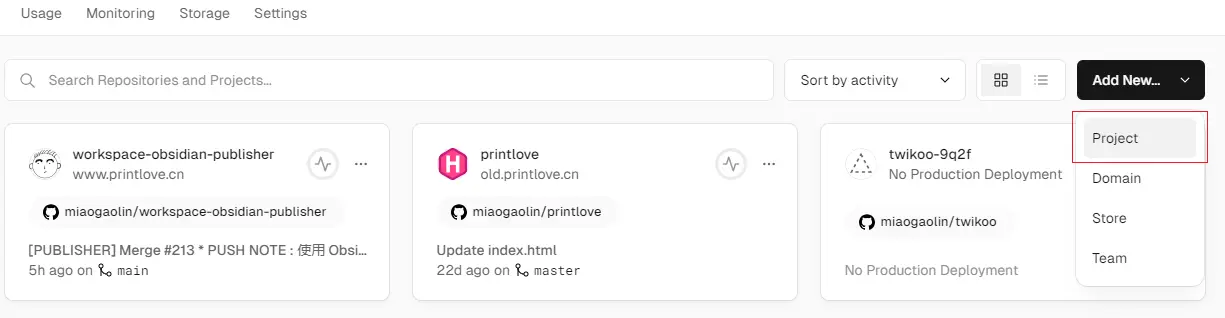 Usage Monitoring Storage Settings
Search Repositories and Projects... Sort by activity Add New...
Project
Domain
Store
Team
workspace-obsidian-publisher
www.printlove.cn
miaogaolin/workspace-obsidian-publisher
[PUBLISHER] Merge #213 * PUSH NOTE : 使用 Obsi...
5h ago on main
H
printlove
old.printlove.cn
miaogaolin/printlove
Update index.html
22d ago on master
twikoo-9q2f
No Production Deployment
miaogaolin/twikoo
No Production Deployment